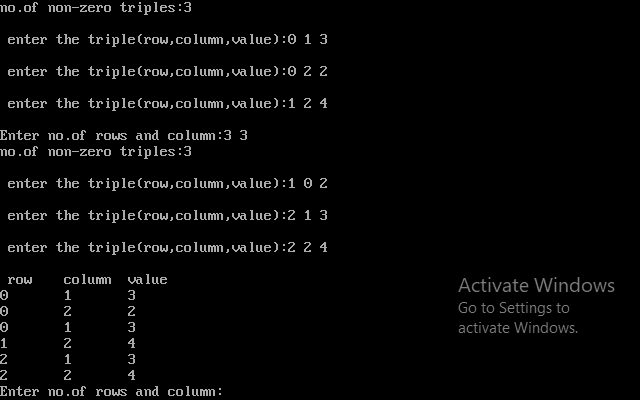 no.of non-zero triples:3
enter the triple(row,column,value):0 1 3
enter the triple(row,column,value):0 2 2
enter the triple(row,column,value):1 2 4
Enter no.of rows and column:3 3
no.of non-zero triples:3
enter the triple(row,column,value):1 0 2
enter the triple(row,column,value):2 1 3
enter the triple(row,column,value):2 2 4
row column value
0 1 3
0 2 2
0 1 3
1 2 4
2 1 3
2 2 4
Enter no.of rows and column:
Activate Windows
Go to Settings to
activate Windows.